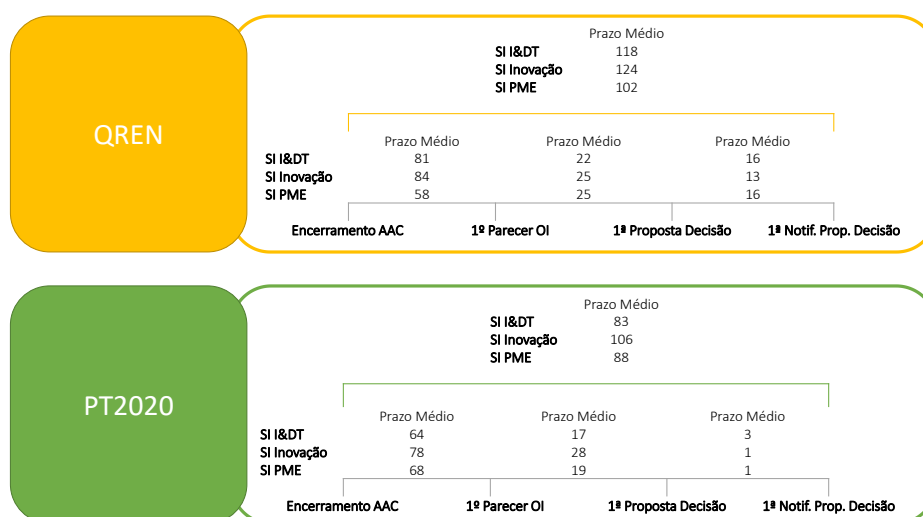 Prazo Médio
SI I&DT 118
SI Inovação 124
SI PME 102
QREN
Prazo Médio Prazo Médio Prazo Médio
SI I&DT 81 22 16
SI Inovação 84 25 13
SI PME 58 25 16
Encerramento AAC 1º Parecer OI 1ª Proposta Decisão 1ª Notif. Prop. Decisão
Prazo Médio
SI I&DT 83
SI Inovação 106
SI PME 88
PT2020
Prazo Médio Prazo Médio Prazo Médio
SI I&DT 64 17 3
SI Inovação 78 28 1
SI PME 68 19 1
Encerramento AAC 1º Parecer OI 1ª Proposta Decisão 1ª Notif. Prop. Decisão